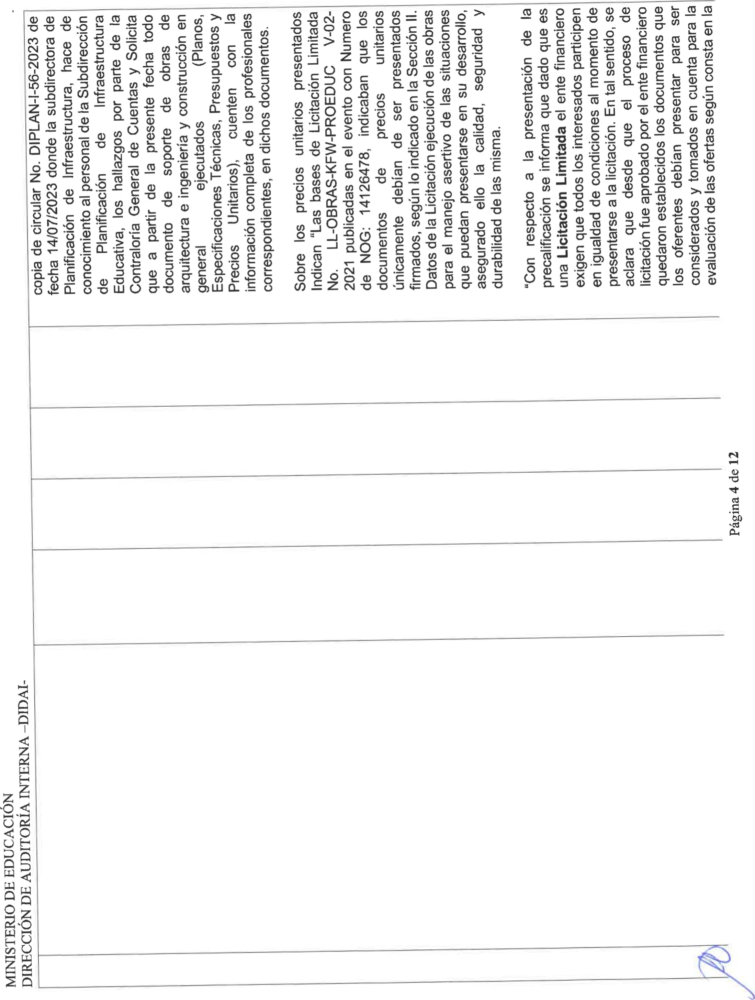 MINISTERIO DE EDUCACIÓN
DIRECCIÓN DE AUDITORÍA INTERNA –DIDAI-
copia de circular No. DIPLAN-I-56-2023 de
fecha 14/07/2023 donde la subdirectora de
Planificación de Infraestructura, hace de
conocimiento al personal de la Subdirección
de Planificación de Infraestructura
Educativa, los hallazgos por parte de la
Contraloría General de Cuentas y Solicita
que a partir de la presente fecha todo
documento de soporte de obras de
arquitectura e ingeniería y construcción en
general ejecutados (Planos,
Especificaciones Técnicas, Presupuestos y
Precios Unitarios), cuenten con la
información completa de los profesionales
correspondientes, en dichos documentos.
Sobre los precios unitarios presentados
Indican “Las bases de Licitación Limitada
No. LL-OBRAS-KFW-PROEDUC V-02-
2021 publicadas en el evento con Numero
de NOG: 14126478, indicaban que los
documentos de precios unitarios
únicamente debían de ser presentados
firmados, según lo indicado en la Sección II.
Datos de la Licitación ejecución de las obras
para el manejo asertivo de las situaciones
que puedan presentarse en su desarrollo,
asegurado ello la calidad, seguridad y
durabilidad de las misma.
“Con respecto a la presentación de la
precalificación se informa que dado que es
una Licitación Limitada el ente financiero
exigen que todos los interesados participen
en igualdad de condiciones al momento de
presentarse a la licitación. En tal sentido, se
aclara que desde que el proceso de
licitación fue aprobado por el ente financiero
quedaron establecidos los documentos que
los oferentes debían presentar para ser
considerados y tomados en cuenta para la
evaluación de las ofertas según consta en la
Página 4 de 12